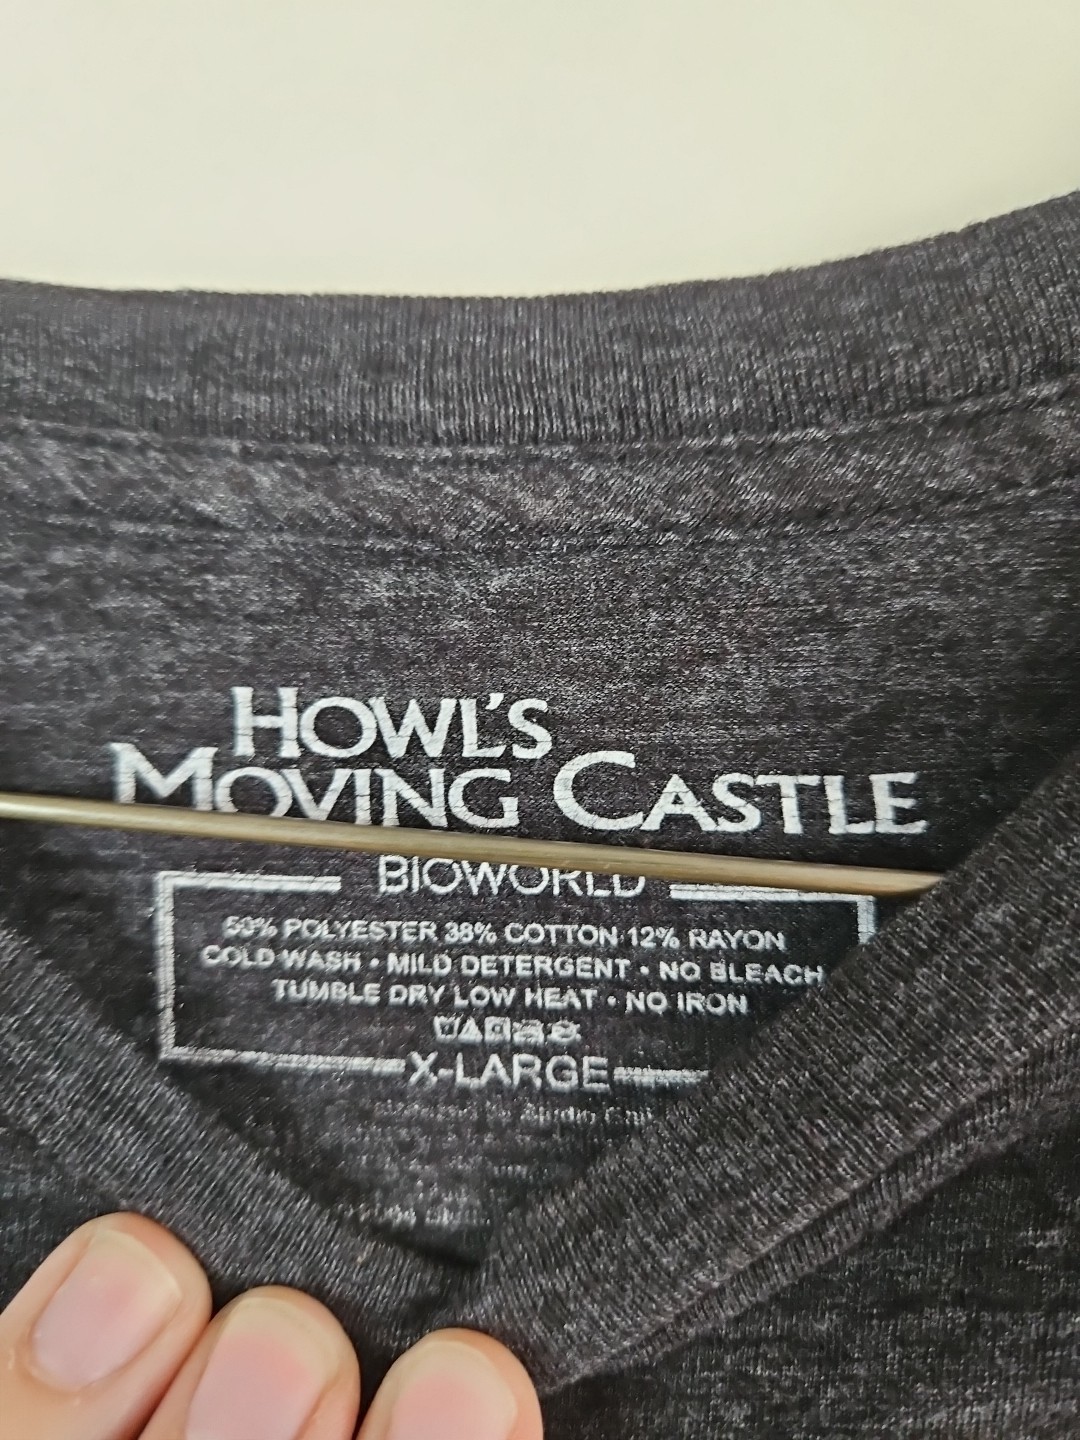 HOWL'S
MOVING CASTLE
BIOWORLD
50% POLYESTER 38% COTTON 12% RAYON
COLD WASH • MILD DETERGENT • NO BLEACH
TUMBLE DRY LOW HEAT • NO IRON
X-LARGE